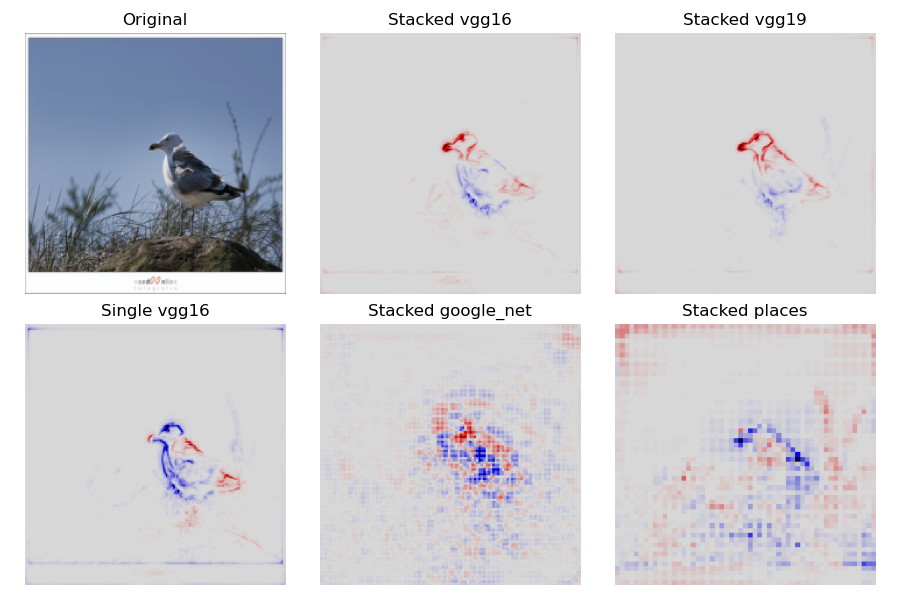 Original
Stacked vgg16
Stacked vgg19
Single vgg16
Stacked google_net
Stacked places